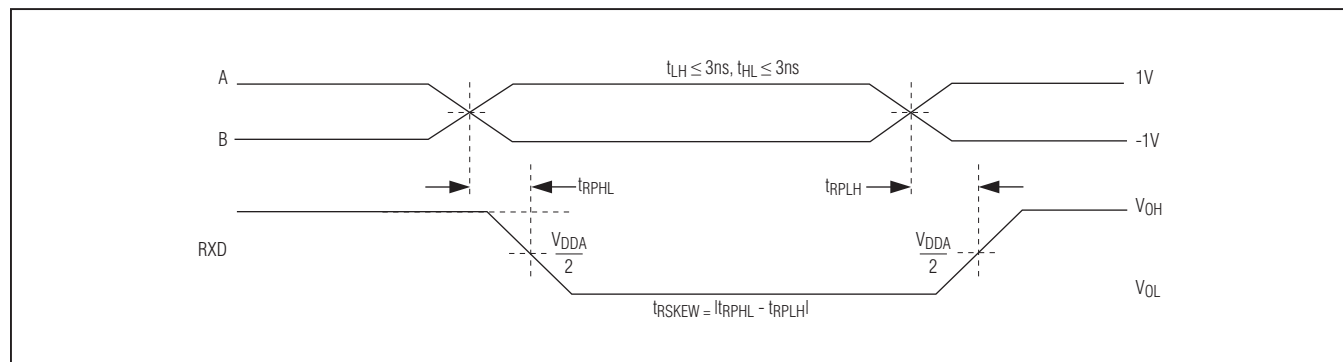 A
t_LH ≤ 3ns, t_HL ≤ 3ns
1V
B
-1V
t_RPHL
t_RPLH
V_OH
RXD
V_DDA
2
V_DDA
2
V_OL
t_RSKEW = |t_RPHL - t_RPLH|